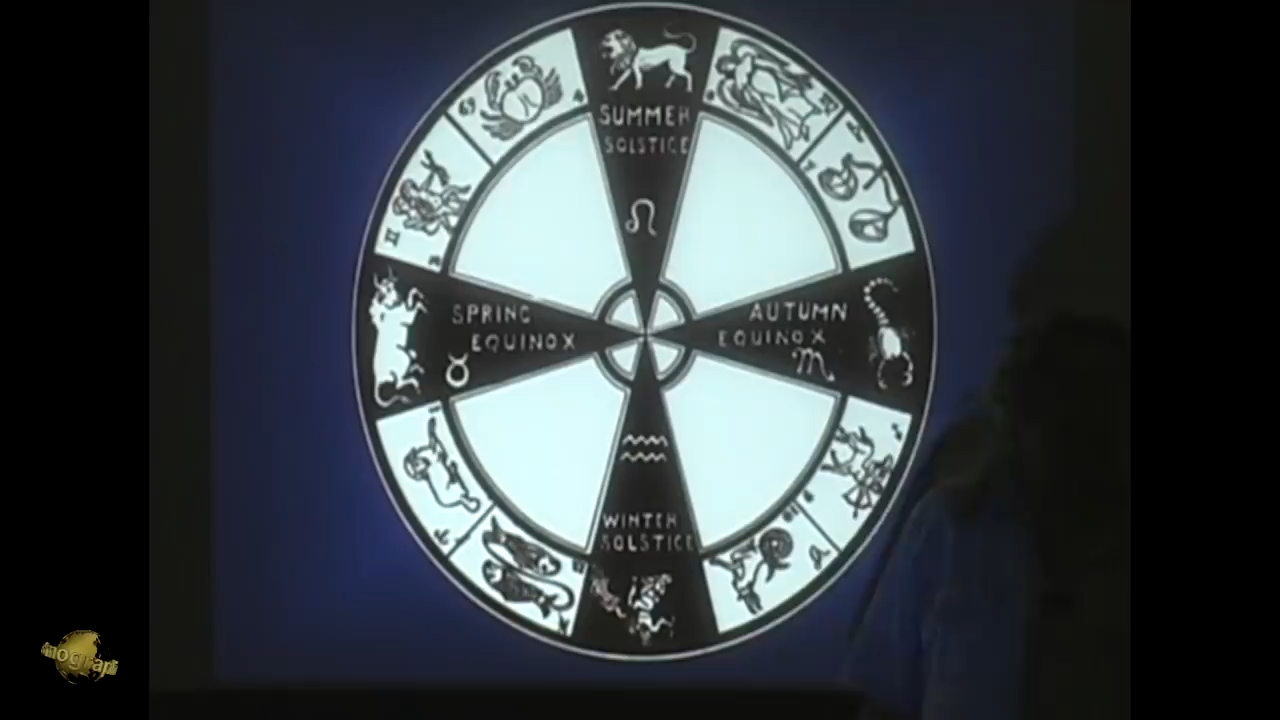 SUMMER
SOLSTICE
♌
SPRING
EQUINOX
♉
AUTUMN
EQUINOX
♏
♒
WINTER
SOLSTICE